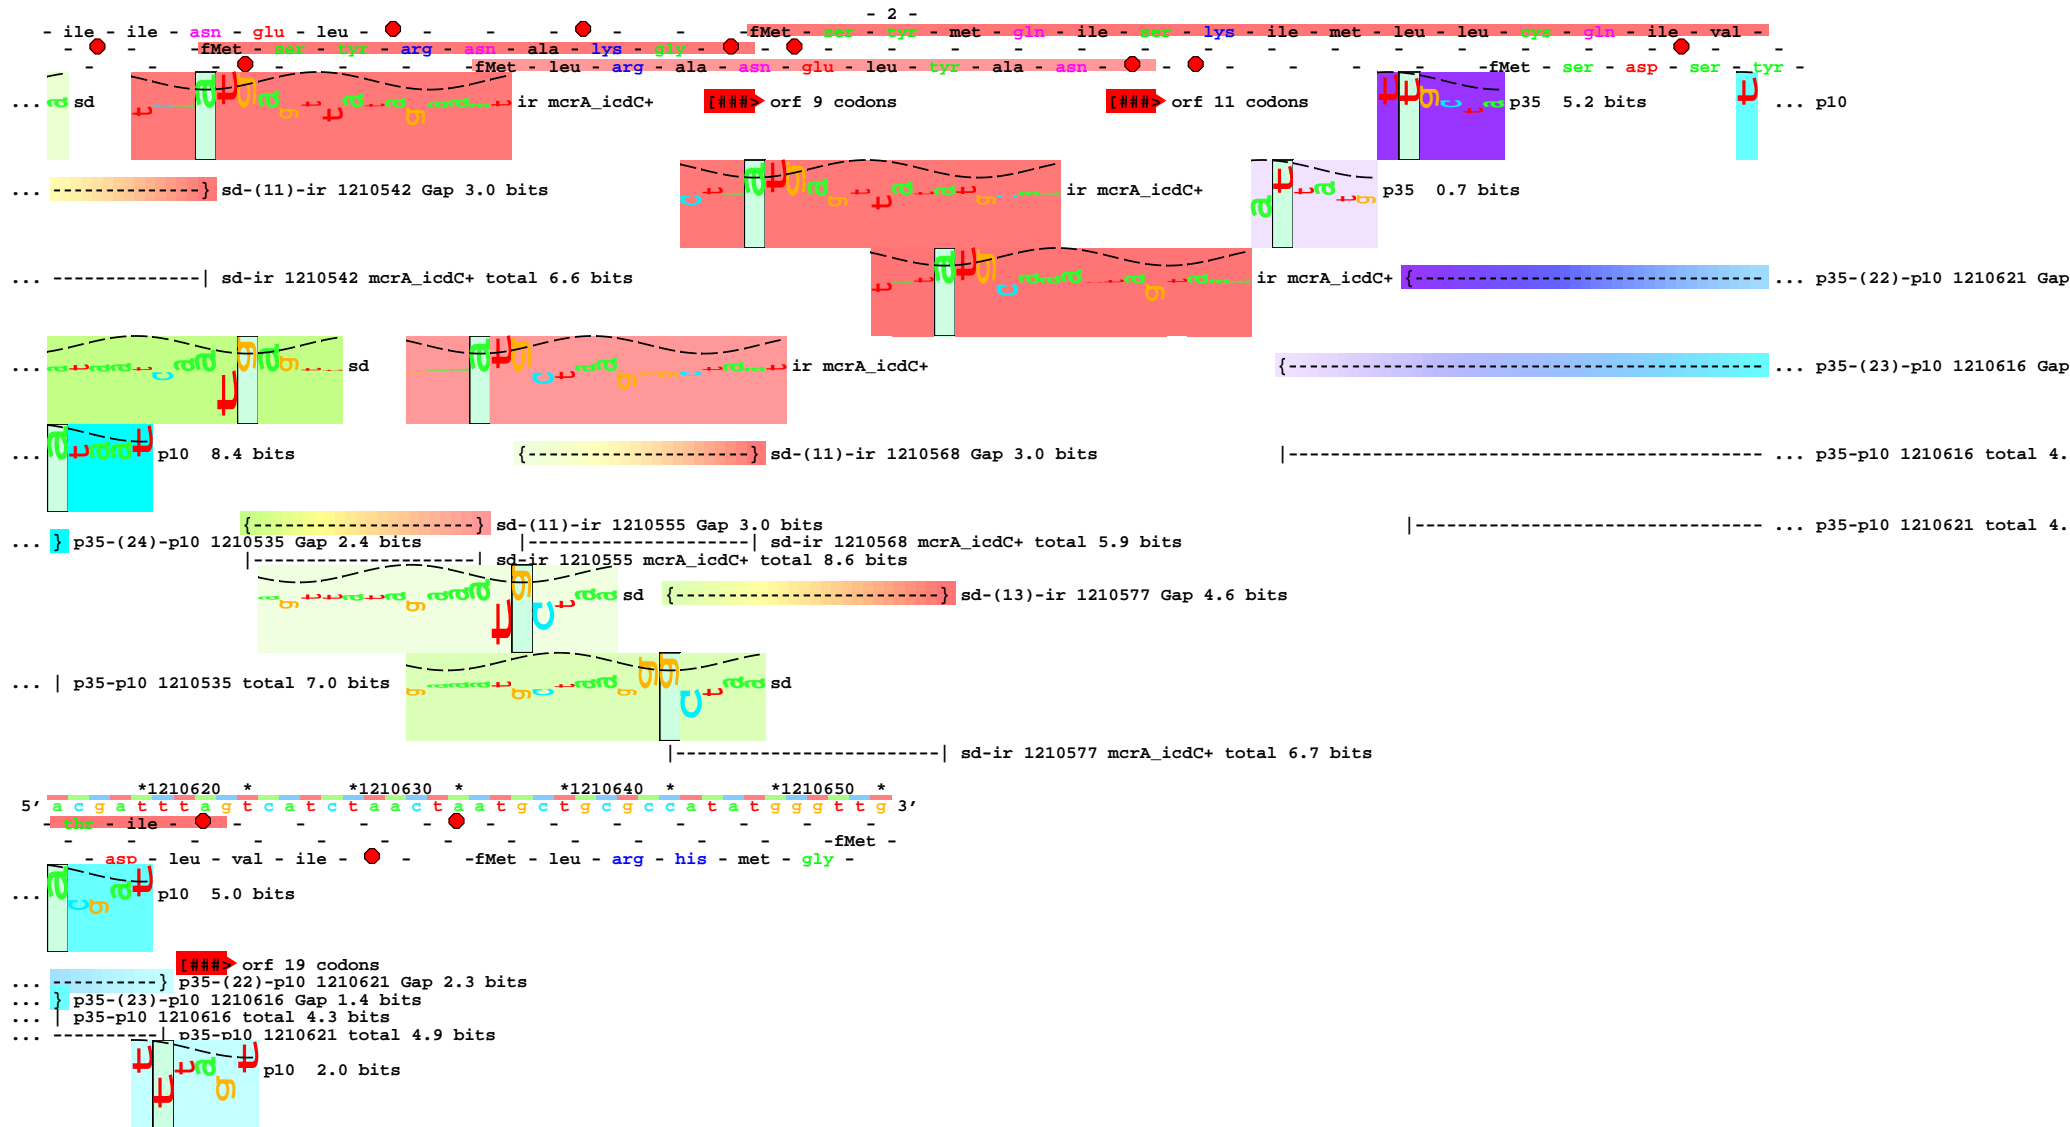 - 2 -
- ile - ile - asn - glu - leu - - - - - - -fMet - ser - tyr - met - gln - ile - ser - lys - ile - met - leu - leu - cys - gln - ile - val -
- - -fMet - ser - tyr - arg - asn - ala - lys - gly - - - - - - - - - - - - - - - - - -
- - - - - - - -fMet - leu - arg - ala - asn - glu - leu - tyr - ala - asn - - - - - - -fMet - ser - asp - ser - tyr -
... sd ir mcrA_icdC+ [###> orf 9 codons [###> orf 11 codons p35 5.2 bits ... p10
... --------------} sd-(11)-ir 1210542 Gap 3.0 bits ir mcrA_icdC+ p35 0.7 bits
... --------------| sd-ir 1210542 mcrA_icdC+ total 6.6 bits ir mcrA_icdC+ {--------------------------------- ... p35-(22)-p10 1210621 Gap
... sd ir mcrA_icdC+ {--------------------------------------------- ... p35-(23)-p10 1210616 Gap
... p10 8.4 bits {---------------------} sd-(11)-ir 1210568 Gap 3.0 bits |--------------------------------------------- ... p35-p10 1210616 total 4.
{---------------------} sd-(11)-ir 1210555 Gap 3.0 bits |--------------------------------- ... p35-p10 1210621 total 4.
... } p35-(24)-p10 1210535 Gap 2.4 bits |---------------------| sd-ir 1210568 mcrA_icdC+ total 5.9 bits
|---------------------| sd-ir 1210555 mcrA_icdC+ total 8.6 bits
sd {-------------------------} sd-(13)-ir 1210577 Gap 4.6 bits
... | p35-p10 1210535 total 7.0 bits sd
|-------------------------| sd-ir 1210577 mcrA_icdC+ total 6.7 bits
*1210620 * *1210630 * *1210640 * *1210650 *
5' a c g a t t t a g t c a t c t a a c t a a t g c t g c g c c a t a t g g g t t g 3'
- thr - ile - - - - - - - - - - -
- - - - - - - - - - - - -fMet -
- asp - leu - val - ile - - -fMet - leu - arg - his - met - gly -
... p10 5.0 bits
[###> orf 19 codons
... ----------} p35-(22)-p10 1210621 Gap 2.3 bits
... } p35-(23)-p10 1210616 Gap 1.4 bits
... | p35-p10 1210616 total 4.3 bits
... ----------| p35-p10 1210621 total 4.9 bits
p10 2.0 bits